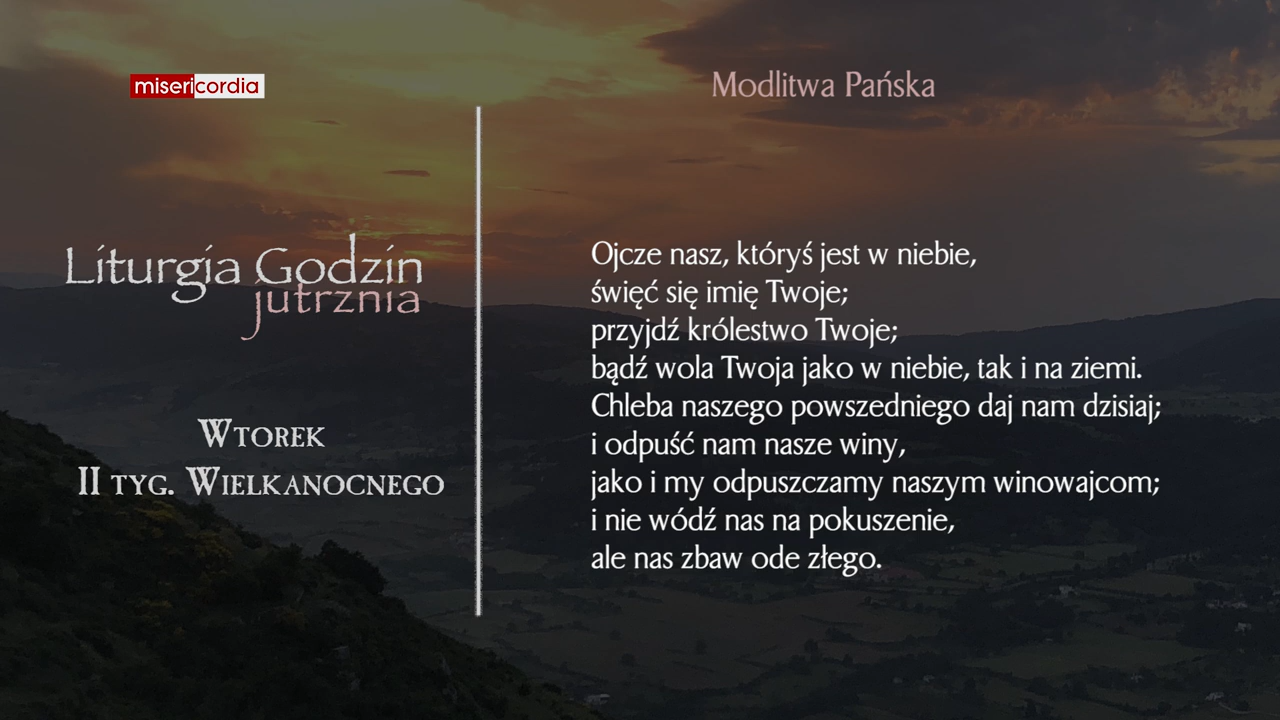 misericordia
Liturgia Godzin
jutrznia
Wtorek
II tyg. Wielkanocnego
Modlitwa Pańska
Ojcze nasz, któryś jest w niebie,
święć się imię Twoje;
przyjdź królestwo Twoje;
bądź wola Twoja jako w niebie, tak i na ziemi.
Chleba naszego powszedniego daj nam dzisiaj;
i odpuść nam nasze winy,
jako i my odpuszczamy naszym winowajcom;
i nie wódź nas na pokuszenie,
ale nas zbaw ode złego.